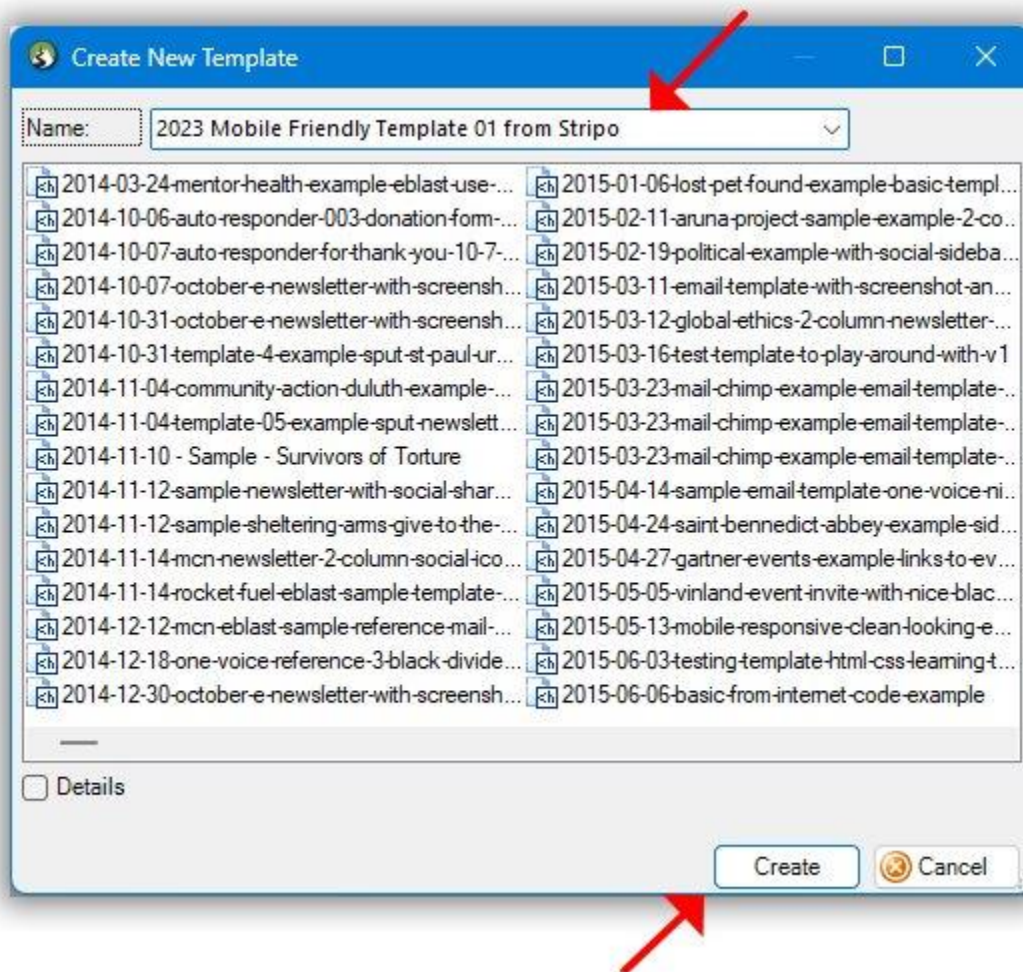 Create New Template
Name: 2023 Mobile Friendly Template 01 from Stripo
2014-03-24-mentor-health-example-eblast-use-...
2014-10-06-auto-responder-003-donation-form-...
2014-10-07-auto-responder-for-thank-you-10-7-...
2014-10-07-october-e-newsletter-with-screensh...
2014-10-31-october-e-newsletter-with-screensh...
2014-10-31-template-4-example-sput-st-paul-ur...
2014-11-04-community-action-duluth-example-...
2014-11-04-template-05-example-sput-newslett...
2014-11-10 - Sample - Survivors of Torture
2014-11-12-sample-newsletter-with-social-shar...
2014-11-12-sample-sheltering-arms-give-to-the-...
2014-11-14-mcn-newsletter-2-column-social-ico...
2014-11-14-rocket-fuel-eblast-sample-template-...
2014-12-12-mcn-eblast-sample-reference-mail-...
2014-12-18-one-voice-reference-3-black-divide...
2014-12-30-october-e-newsletter-with-screensh...
2015-01-06-lost-pet-found-example-basic-templ...
2015-02-11-aruna-project-sample-example-2-co...
2015-02-19-political-example-with-social-sideba...
2015-03-11-email-template-with-screenshot-an...
2015-03-12-global-ethics-2-column-newsletter-...
2015-03-16-test-template-to-play-around-with-v1
2015-03-23-mail-chimp-example-email-template-...
2015-03-23-mail-chimp-example-email-template-...
2015-03-23-mail-chimp-example-email-template-...
2015-04-14-sample-email-template-one-voice-ni...
2015-04-24-saint-bennedict-abbey-example-sid...
2015-04-27-gartner-events-example-links-to-ev...
2015-05-05-vinland-event-invite-with-nice-blac...
2015-05-13-mobile-responsive-clean-looking-e...
2015-06-03-testing-template-html-css-learning-t...
2015-06-06-basic-from-internet-code-example
Details
Create
Cancel